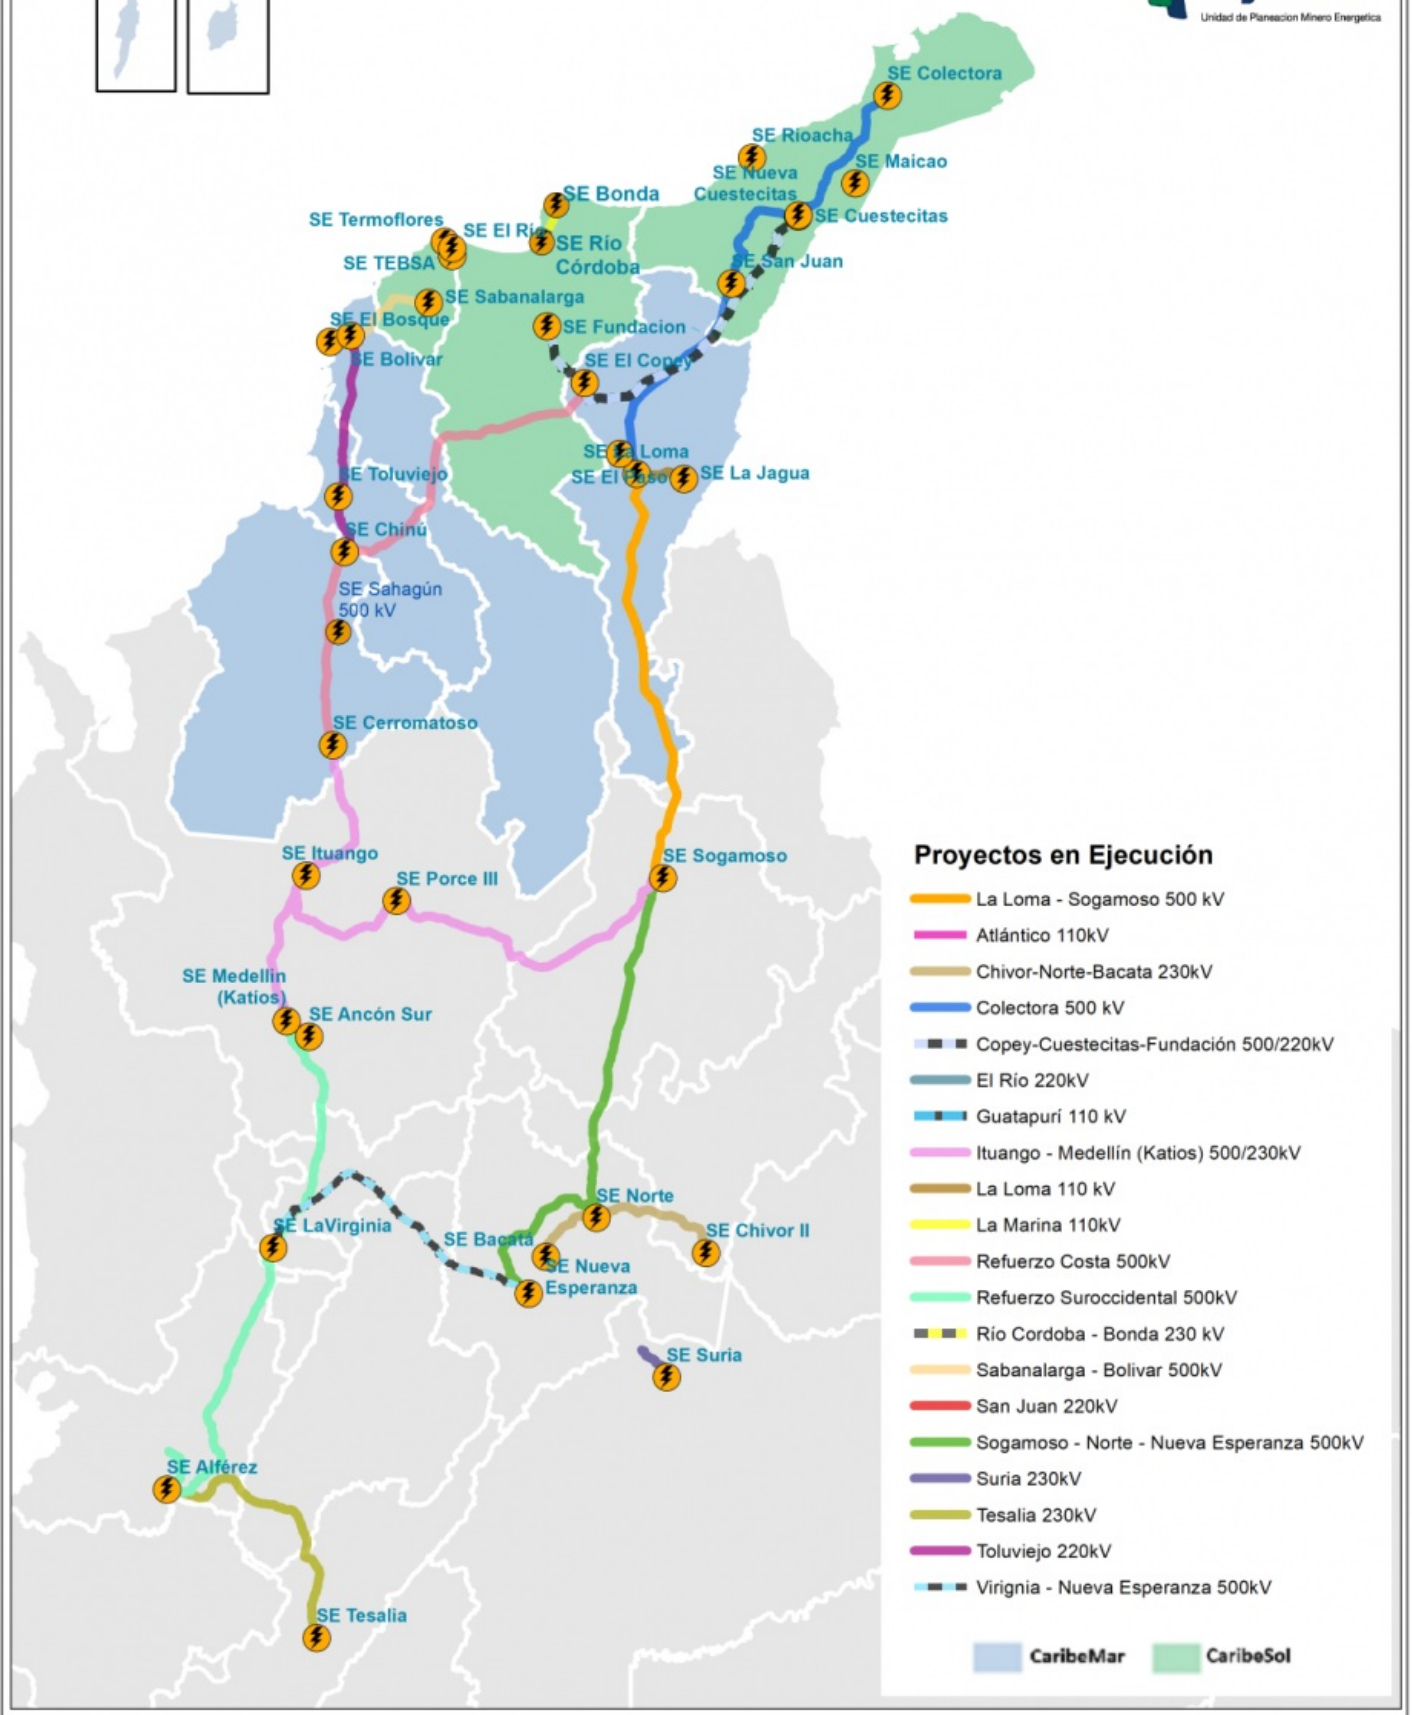 Unidad de Planeacion Minero Energetica
SE Colectora
SE Rioacha
SE Maicao
SE Nueva
Cuestecitas
SE Bonda
SE Cuestecitas
SE Termoflores
SE El Río
SE Río
Córdoba
SE TEBSA
SE San Juan
SE Sabanalarga
SE El Bosque
SE Fundacion
SE Bolivar
SE El Copey
SE La Loma
SE Toluviejo
SE El Paso
SE La Jagua
SE Chinú
SE Sahagún
500 kV
SE Cerromatoso
SE Ituango
SE Sogamoso
SE Porce III
SE Medellin
(Katios)
SE Ancón Sur
SE Norte
SE LaVirginia
SE Bacatá
SE Chivor II
SE Nueva
Esperanza
SE Suria
SE Alférez
SE Tesalia
Proyectos en Ejecución
La Loma - Sogamoso 500 kV
Atlántico 110kV
Chivor-Norte-Bacata 230kV
Colectora 500 kV
Copey-Cuestecitas-Fundación 500/220kV
El Río 220kV
Guatapurí 110 kV
Ituango - Medellín (Katios) 500/230kV
La Loma 110 kV
La Marina 110kV
Refuerzo Costa 500kV
Refuerzo Suroccidental 500kV
Río Cordoba - Bonda 230 kV
Sabanalarga - Bolivar 500kV
San Juan 220kV
Sogamoso - Norte - Nueva Esperanza 500kV
Suria 230kV
Tesalia 230kV
Toluviejo 220kV
Virignia - Nueva Esperanza 500kV
CaribeMar
CaribeSol